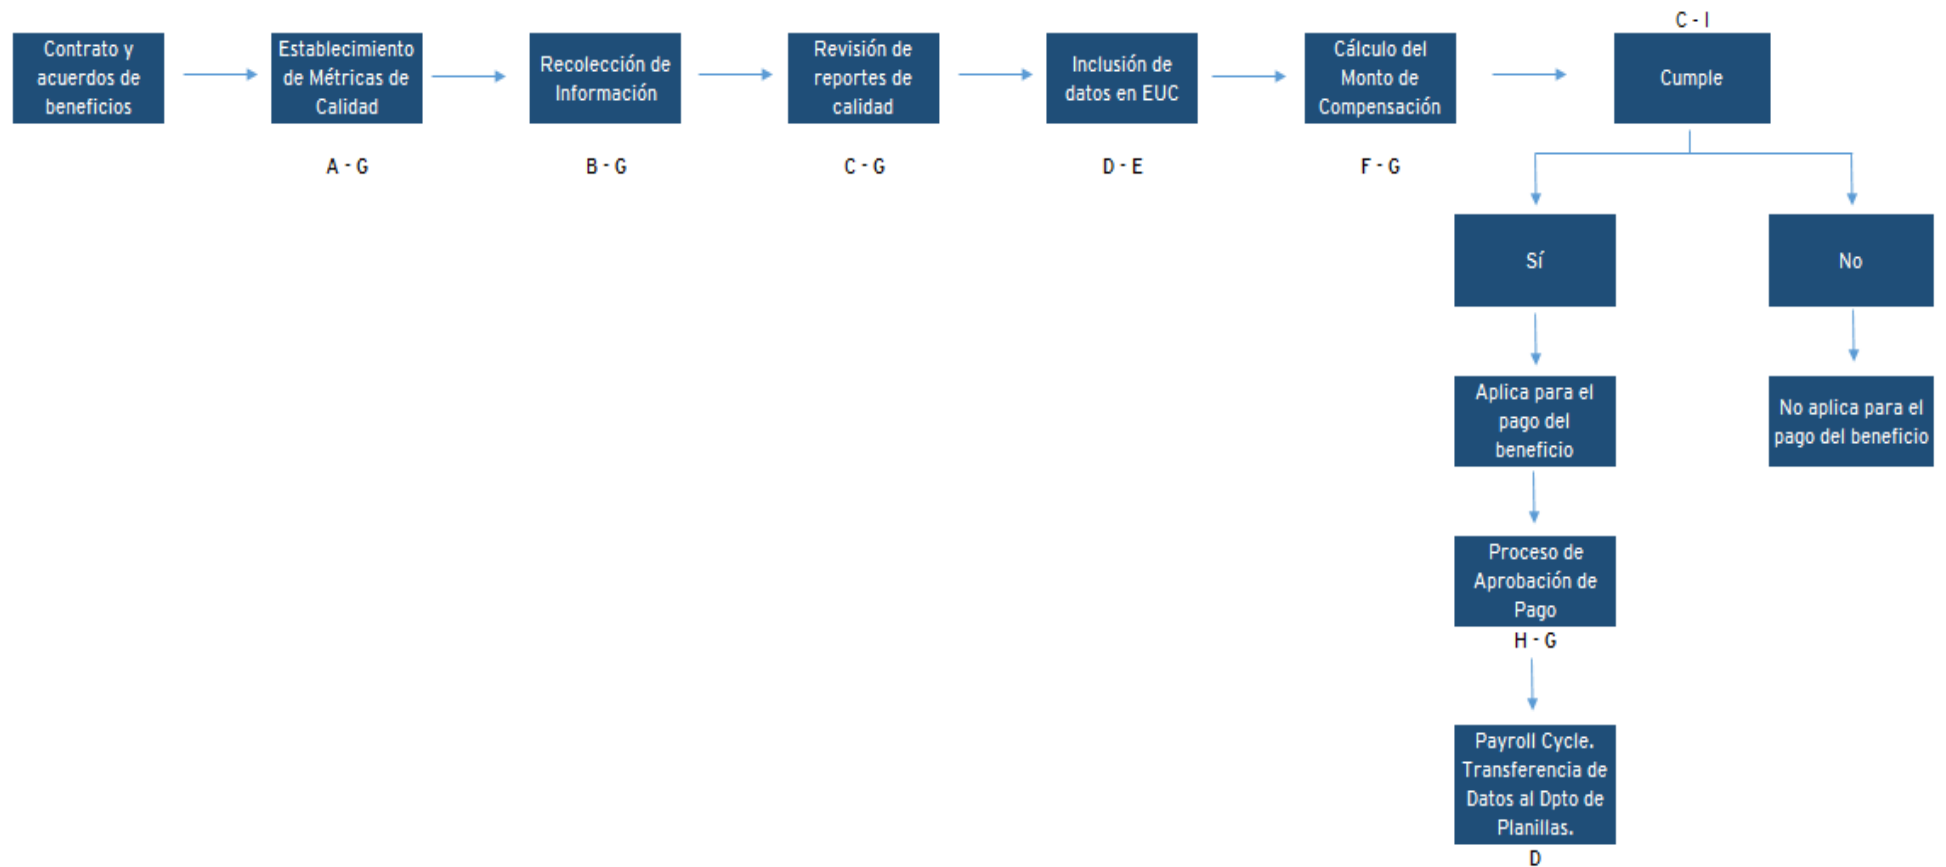 C - I
Contrato y
acuerdos de
beneficios
Establecimiento
de Métricas de
Calidad
Recolección de
Información
Revisión de
reportes de
calidad
Inclusión de
datos en EUC
Cálculo del
Monto de
Compensación
Cumple
A - G
B - G
C - G
D - E
F - G
Sí
No
Aplica para el
pago del
beneficio
No aplica para el
pago del beneficio
Proceso de
Aprobación de
Pago
H - G
Payroll Cycle.
Transferencia de
Datos al Dpto de
Planillas.
D